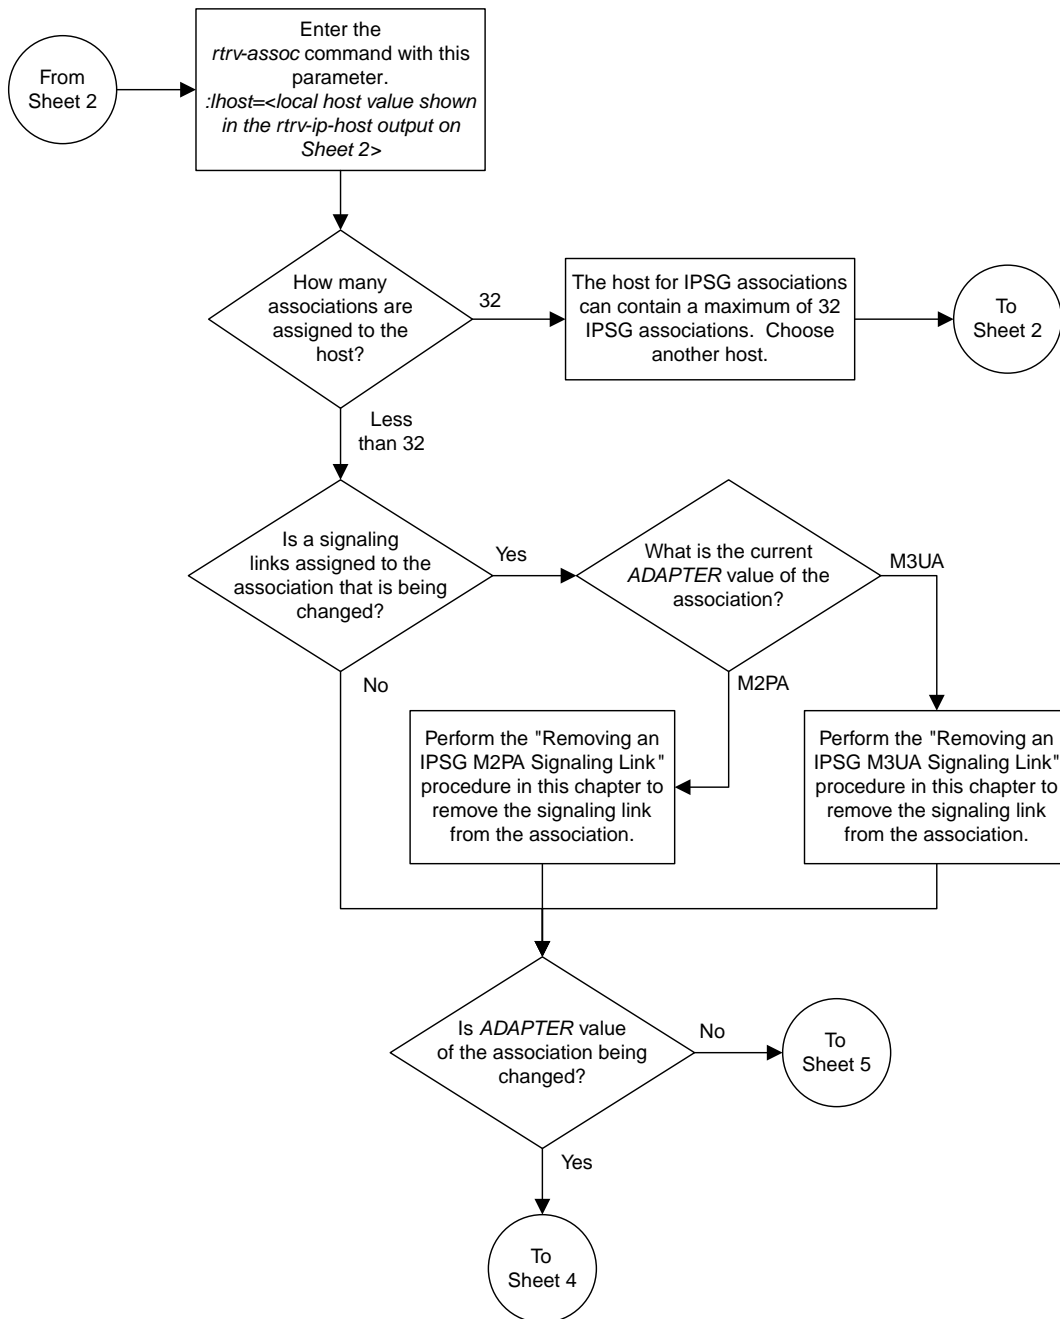 From
Sheet 2
Enter the
rtrv-assoc command with this
parameter.
:lhost=<local host value shown
in the rtrv-ip-host output on
Sheet 2>
How many
associations are
assigned to the
host?
32
The host for IPSG associations
can contain a maximum of 32
IPSG associations. Choose
another host.
To
Sheet 2
Less
than 32
Is a signaling
links assigned to the
association that is being
changed?
Yes
What is the current
ADAPTER value of the
association?
M3UA
No
M2PA
Perform the "Removing an
IPSG M2PA Signaling Link"
procedure in this chapter to
remove the signaling link
from the association.
Perform the "Removing an
IPSG M3UA Signaling Link"
procedure in this chapter to
remove the signaling link
from the association.
Is ADAPTER value
of the association being
changed?
No
To
Sheet 5
Yes
To
Sheet 4